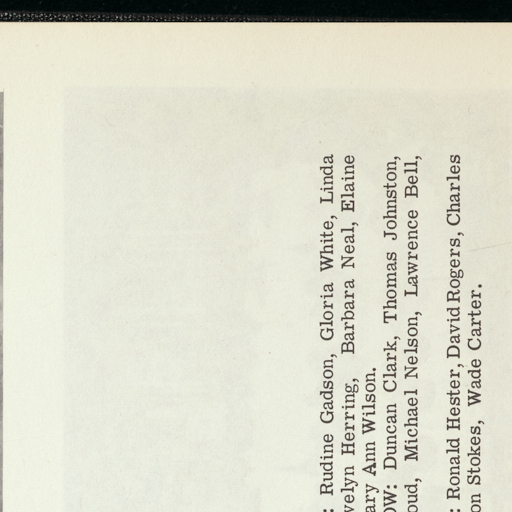 : Rudine Gadson, Gloria White, Linda
velyn Herring, Barbara Neal, Elaine
ary Ann Wilson.
OW: Duncan Clark, Thomas Johnston,
oud, Michael Nelson, Lawrence Bell,
: Ronald Hester, David Rogers, Charles
on Stokes, Wade Carter.